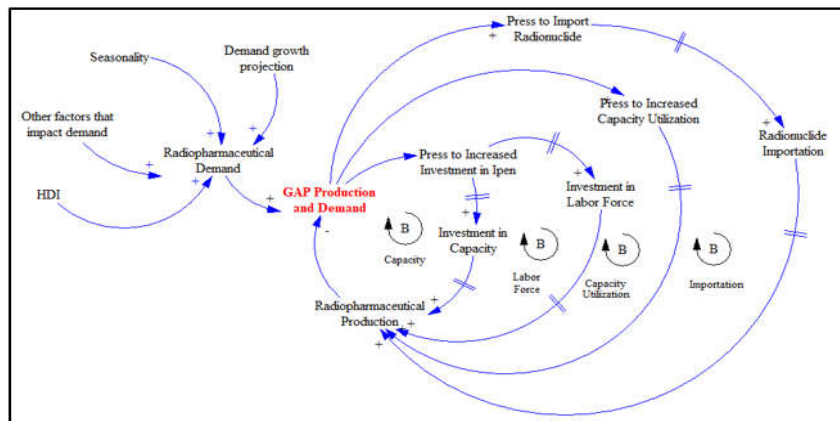 Press to Import
Radionuclide
Seasonality
Demand growth
projection
Press to Increased
Capacity Utilization
Other factors that
impact demand
Radiopharmaceutical
Demand
Radionuclide
Importation
Press to Increased
Investment in Ipen
HDI
GAP Production
and Demand
Investment in
Labor Force
Investment in
Capacity
B
Capacity
B
Labor
Force
B
Capacity
Utilization
B
Importation
Radiopharmaceutical
Production